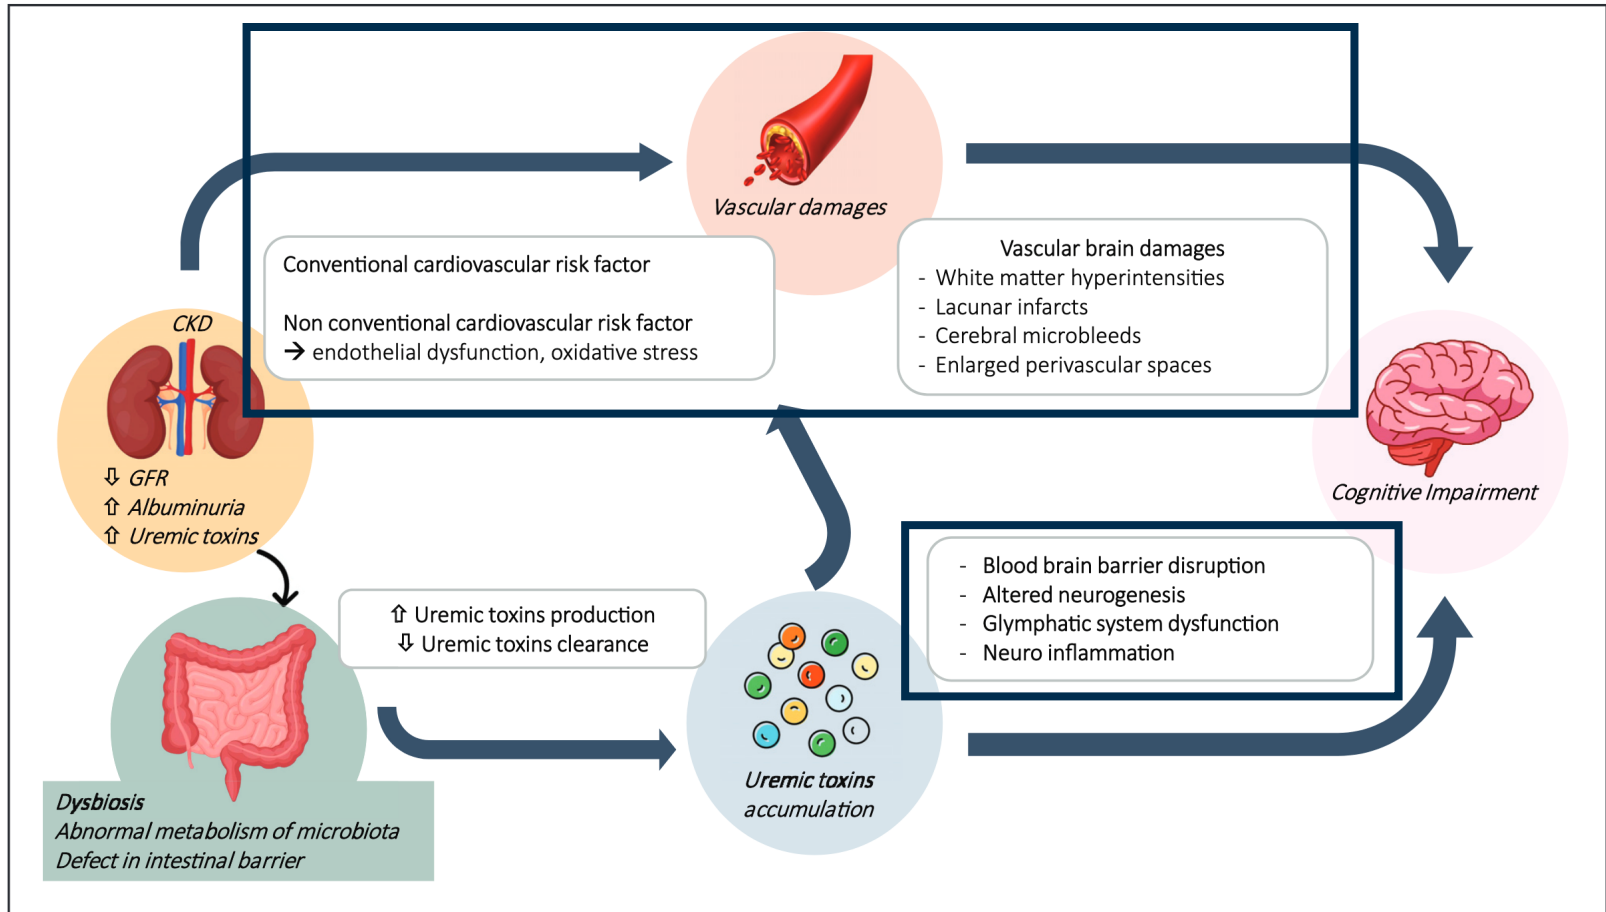 Vascular damages
Conventional cardiovascular risk factor
Non conventional cardiovascular risk factor
➔ endothelial dysfunction, oxidative stress
Vascular brain damages
- White matter hyperintensities
- Lacunar infarcts
- Cerebral microbleeds
- Enlarged perivascular spaces
CKD
⇩ GFR
⇧ Albuminuria
⇧ Uremic toxins
Cognitive Impairment
⇧ Uremic toxins production
⇩ Uremic toxins clearance
- Blood brain barrier disruption
- Altered neurogenesis
- Glymphatic system dysfunction
- Neuro inflammation
Uremic toxins
accumulation
Dysbiosis
Abnormal metabolism of microbiota
Defect in intestinal barrier